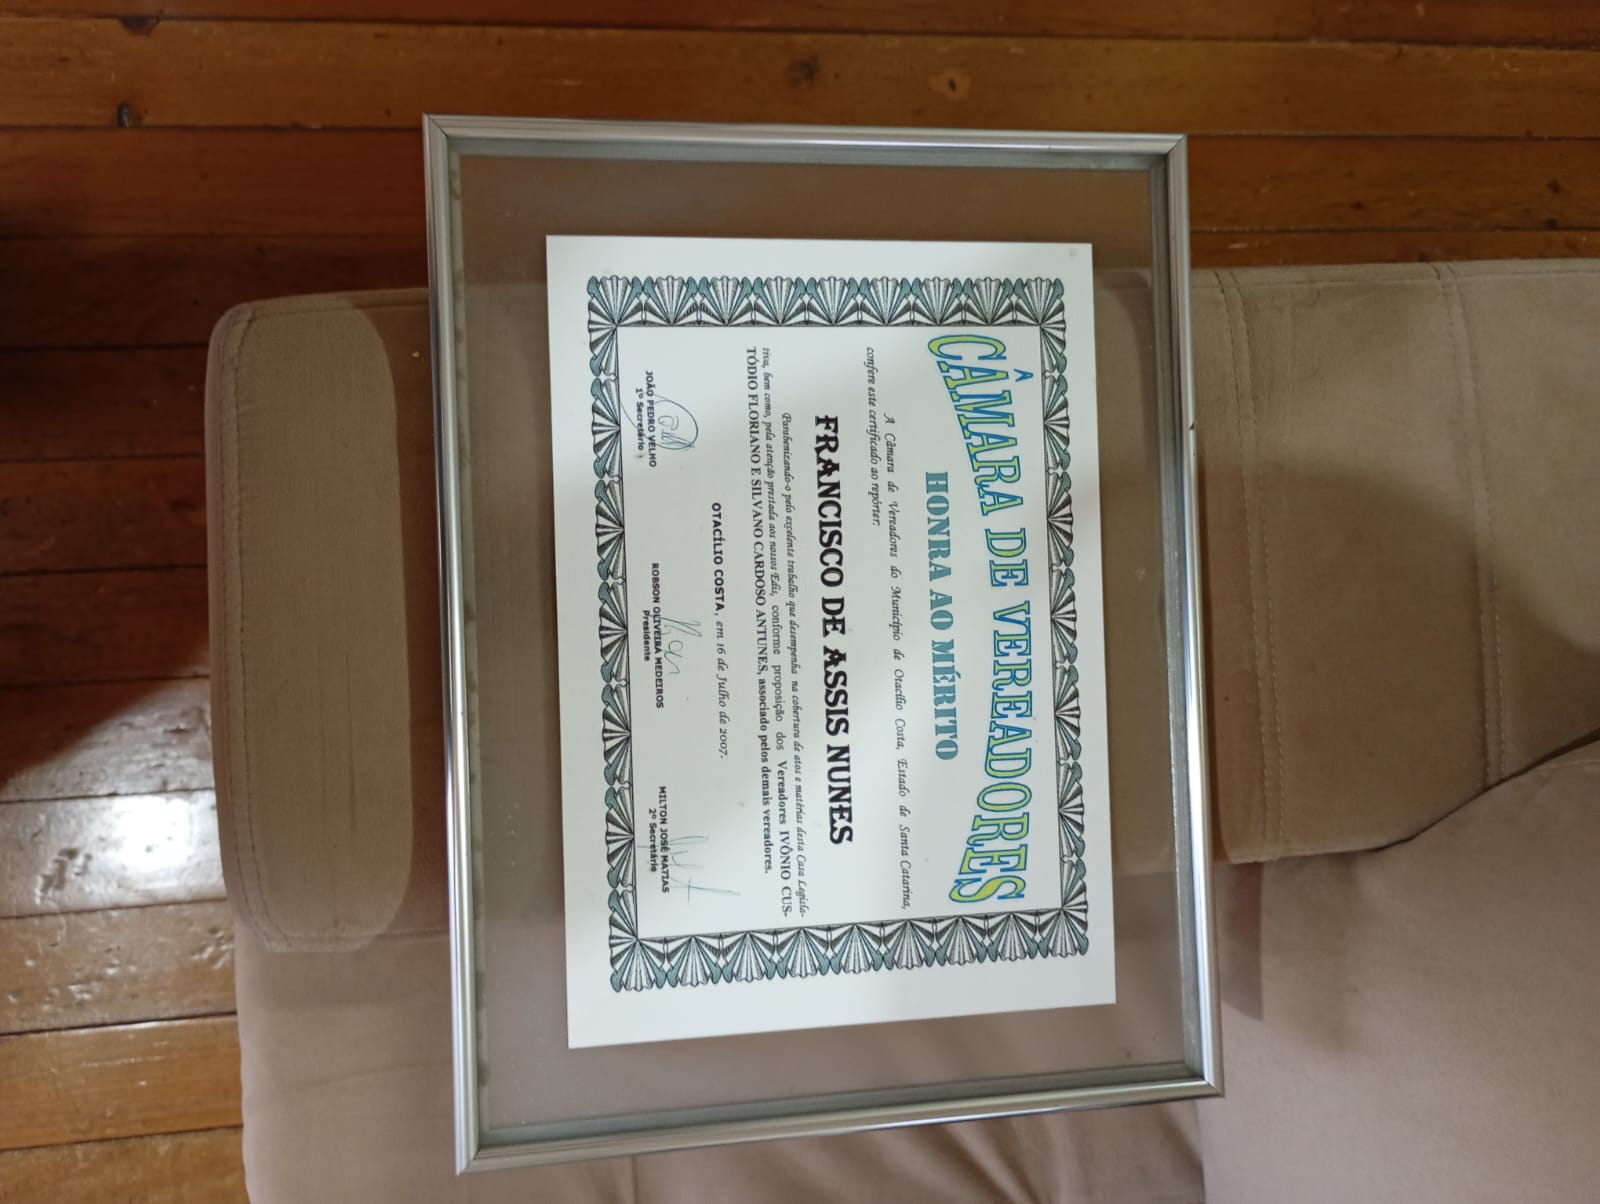 CÂMARA DE VEREADORES
HONRA AO MÉRITO
A Câmara de Vereadores do Município de Otacílio Costa, Estado de Santa Catarina,
confere este certificado ao repórter:
FRANCISCO DE ASSIS NUNES
Parabenizando-o pelo excelente trabalho que desempenha na cobertura de atos e matérias desta Casa Legisla-
tiva, bem como, pela atenção prestada aos nossos Edis, conforme proposição dos Vereadores IVÔNIO CUS-
TÓDIO FLORIANO E SILVANO CARDOSO ANTUNES, associado pelos demais vereadores.
OTACÍLIO COSTA, em 16 de Julho de 2007.
JOÃO PEDRO VELHO
1º Secretário
ROBSON OLIVEIRA MEDEIROS
Presidente
MILTON JOSÉ MATIAS
2º Secretário